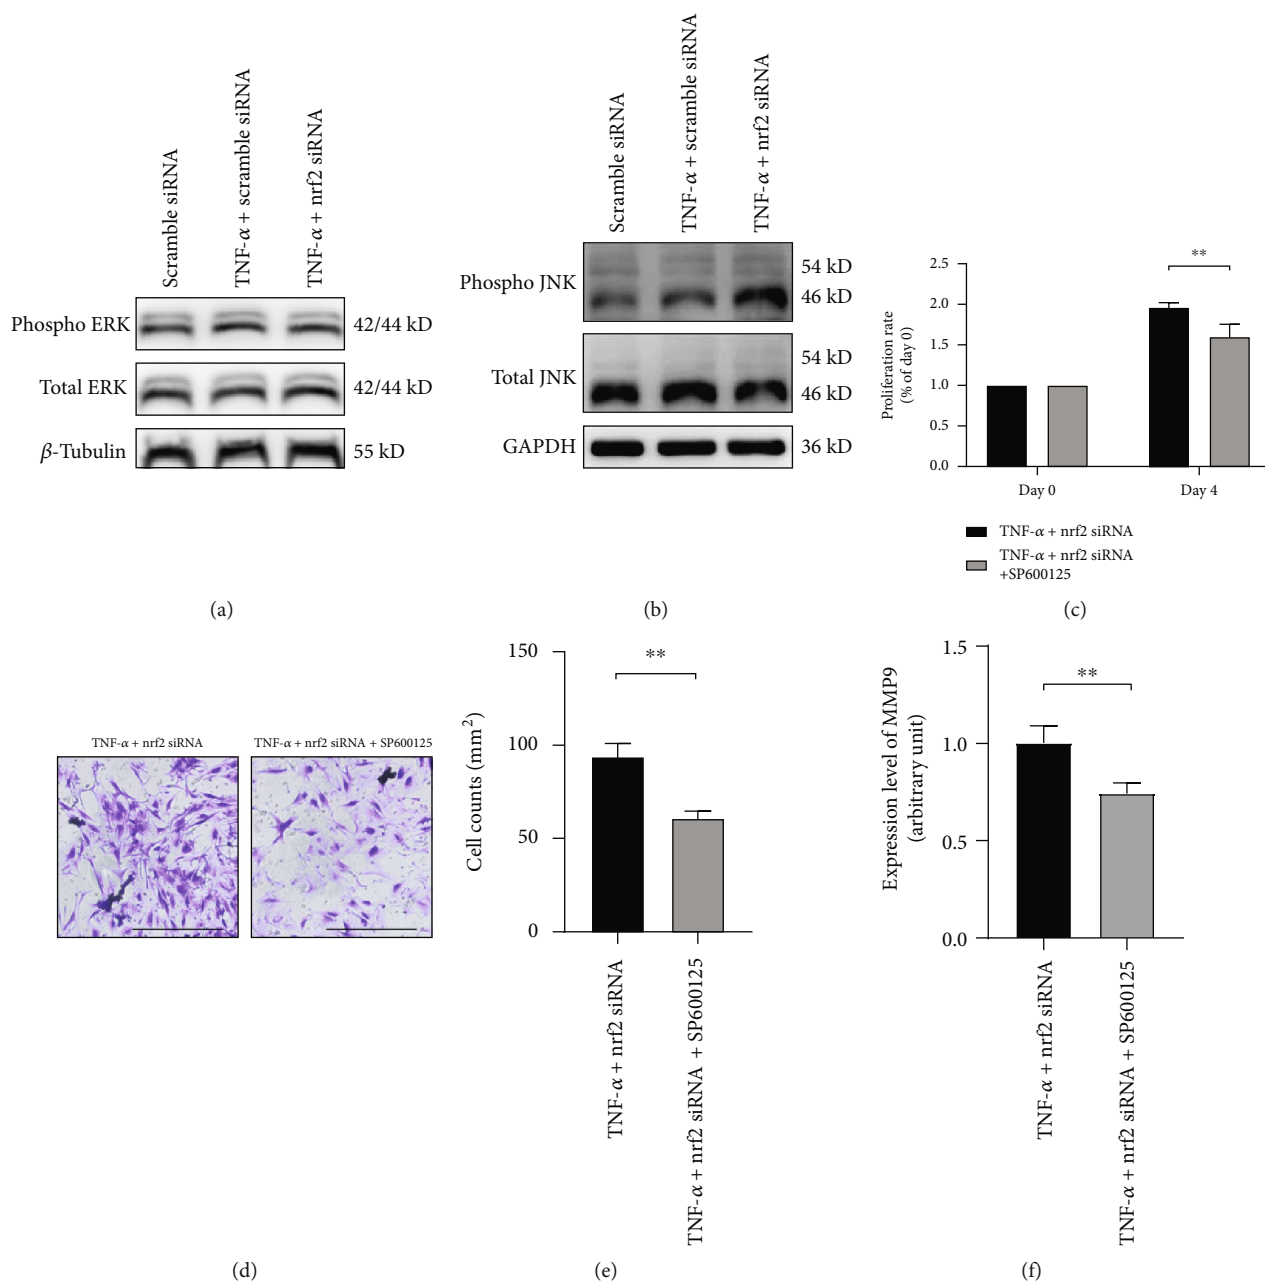 Scramble siRNA
TNF-α + scramble siRNA
TNF-α + nrf2 siRNA
Phospho ERK
42/44 kD
Total ERK
42/44 kD
β-Tubulin
55 kD
(a)
Scramble siRNA
TNF-α + scramble siRNA
TNF-α + nrf2 siRNA
Phospho JNK
54 kD
46 kD
Total JNK
54 kD
46 kD
GAPDH
36 kD
(b)
Proliferation rate
(% of day 0)
2.5
2.0
1.5
1.0
0.5
0.0
**
Day 0
Day 4
TNF-α + nrf2 siRNA
TNF-α + nrf2 siRNA
+SP600125
(c)
TNF-α + nrf2 siRNA
TNF-α + nrf2 siRNA + SP600125
(d)
Cell counts (mm²)
150
100
50
0
**
TNF-α + nrf2 siRNA
TNF-α + nrf2 siRNA + SP600125
(e)
Expression level of MMP9
(arbitrary unit)
1.5
1.0
0.5
0.0
**
TNF-α + nrf2 siRNA
TNF-α + nrf2 siRNA + SP600125
(f)